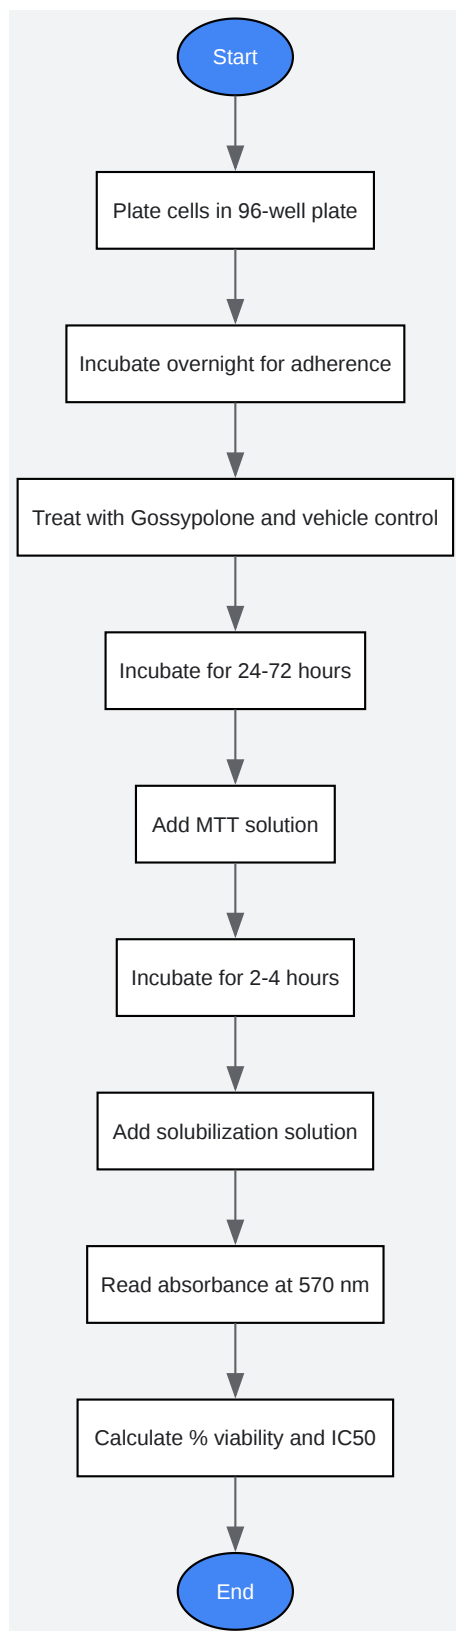 Start
Plate cells in 96-well plate
Incubate overnight for adherence
Treat with Gossypolone and vehicle control
Incubate for 24-72 hours
Add MTT solution
Incubate for 2-4 hours
Add solubilization solution
Read absorbance at 570 nm
Calculate % viability and IC50
End